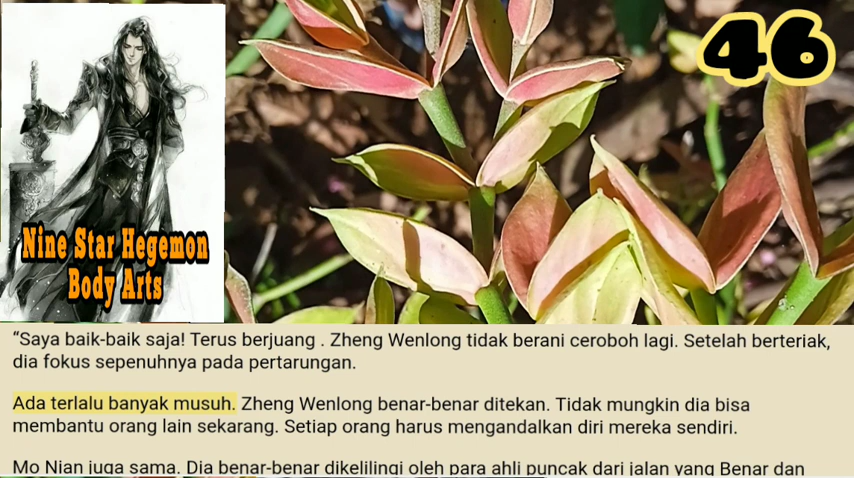 46
Nine Star Hegemon
Body Arts
“Saya baik-baik saja! Terus berjuang . Zheng Wenlong tidak berani ceroboh lagi. Setelah berteriak,
dia fokus sepenuhnya pada pertarungan.
Ada terlalu banyak musuh. Zheng Wenlong benar-benar ditekan. Tidak mungkin dia bisa
membantu orang lain sekarang. Setiap orang harus mengandalkan diri mereka sendiri.
Mo Nian juga sama. Dia benar-benar dikelilingi oleh para ahli puncak dari jalan yang Benar dan